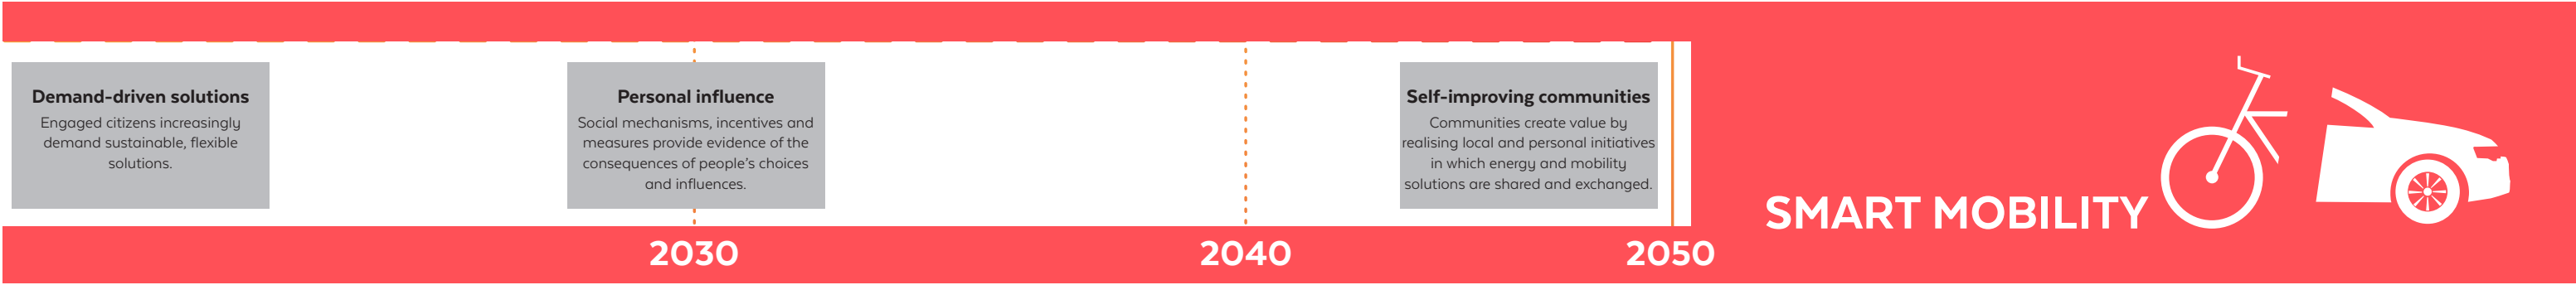 Demand-driven solutions
Engaged citizens increasingly
demand sustainable, flexible
solutions.
Personal influence
Social mechanisms, incentives and
measures provide evidence of the
consequences of people’s choices
and influences.
Self-improving communities
Communities create value by
realising local and personal initiatives
in which energy and mobility
solutions are shared and exchanged.
2030
2040
2050
SMART MOBILITY